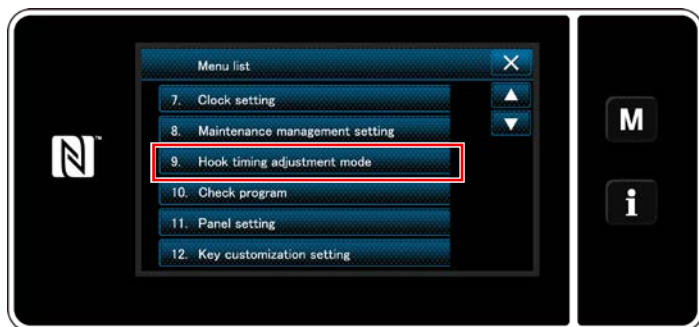 Menu list
7. Clock setting
8. Maintenance management setting
9. Hook timing adjustment mode
10. Check program
11. Panel setting
12. Key customization setting
M
i